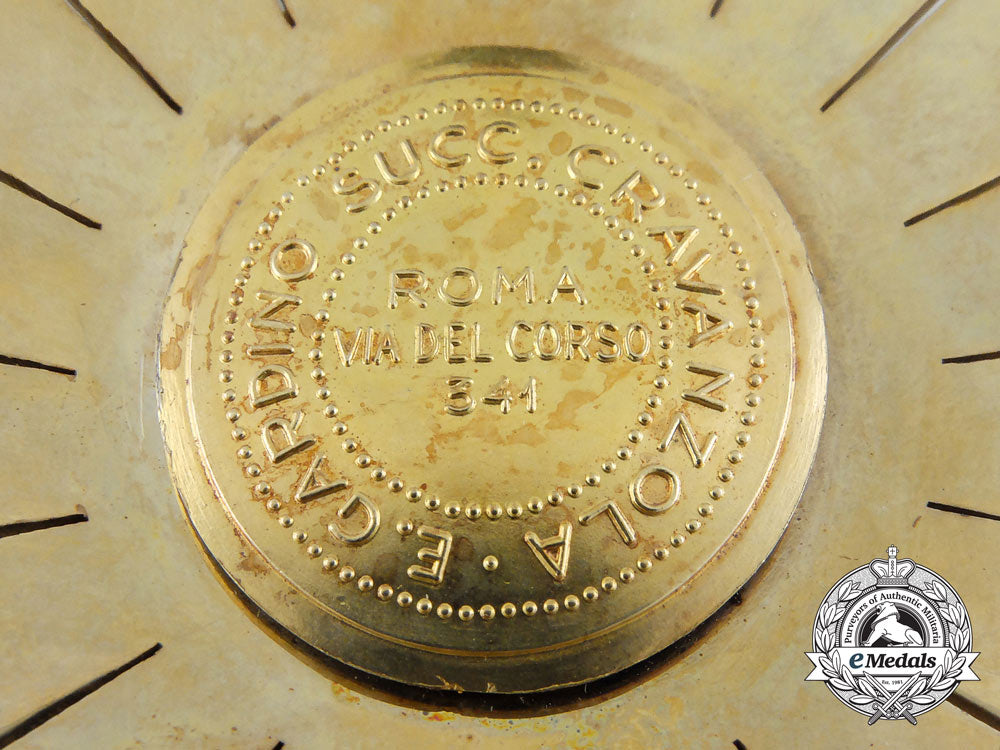 E. GARDINO SUCC. CRAVANZOLA ·
ROMA
VIA DEL CORSO
341
Purveyors of Authentic Militaria
eMedals
Est. 1981